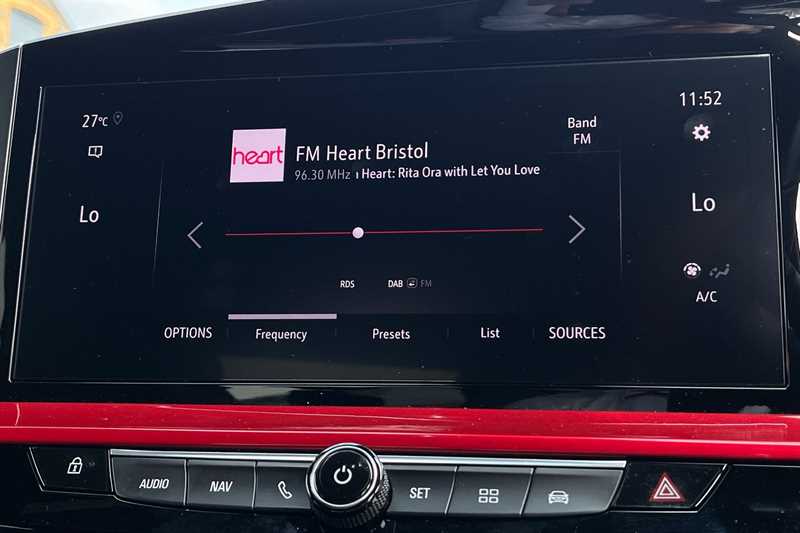 27°C
11:52
heart
FM Heart Bristol
Band
FM
96.30 MHz
Heart: Rita Ora with Let You Love
Lo
Lo
RDS
DAB
FM
A/C
OPTIONS
Frequency
Presets
List
SOURCES
AUDIO
NAV
SET